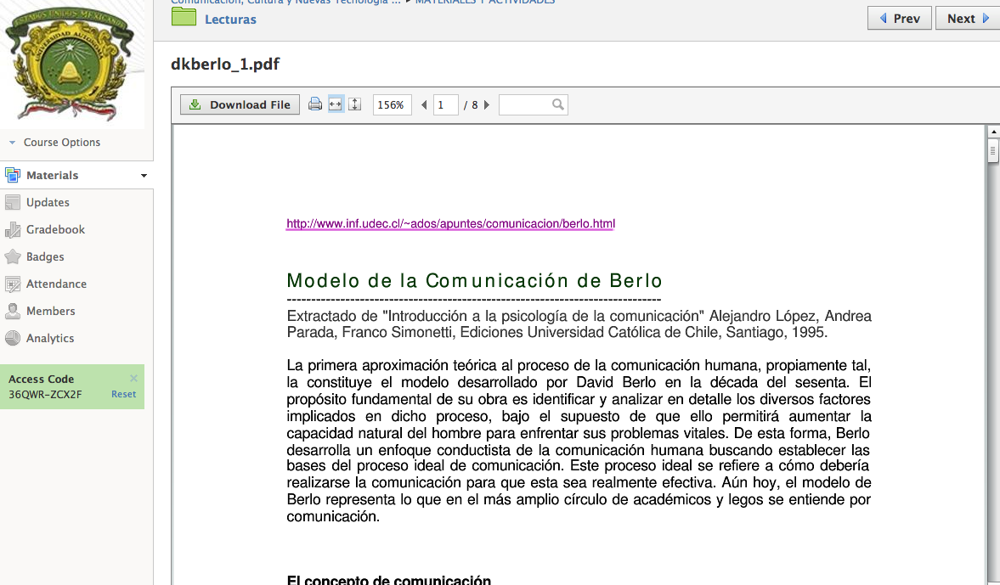 Comunicación, Cultura y Nuevas Tecnología ... MATERIALES Y ACTIVIDADES
Lecturas
Prev
Next
ESTADOS UNIDOS MEXICANOS
UNIVERSIDAD AUTONOMA
dkberlo_1.pdf
Download File
156%
1
/ 8
Course Options
Materials
Updates
Gradebook
Badges
Attendance
Members
Analytics
Access Code
36QWR-ZCX2F
Reset
http://www.inf.udec.cl/~ados/apuntes/comunicacion/berlo.html
Modelo de la Comunicación de Berlo
-------------------------------------------------------------------------------
Extractado de "Introducción a la psicología de la comunicación" Alejandro López, Andrea
Parada, Franco Simonetti, Ediciones Universidad Católica de Chile, Santiago, 1995.
La primera aproximación teórica al proceso de la comunicación humana, propiamente tal,
la constituye el modelo desarrollado por David Berlo en la década del sesenta. El
propósito fundamental de su obra es identificar y analizar en detalle los diversos factores
implicados en dicho proceso, bajo el supuesto de que ello permitirá aumentar la
capacidad natural del hombre para enfrentar sus problemas vitales. De esta forma, Berlo
desarrolla un enfoque conductista de la comunicación humana buscando establecer las
bases del proceso ideal de comunicación. Este proceso ideal se refiere a cómo debería
realizarse la comunicación para que esta sea realmente efectiva. Aún hoy, el modelo de
Berlo representa lo que en el más amplio círculo de académicos y legos se entiende por
comunicación.
El concepto de comunicación